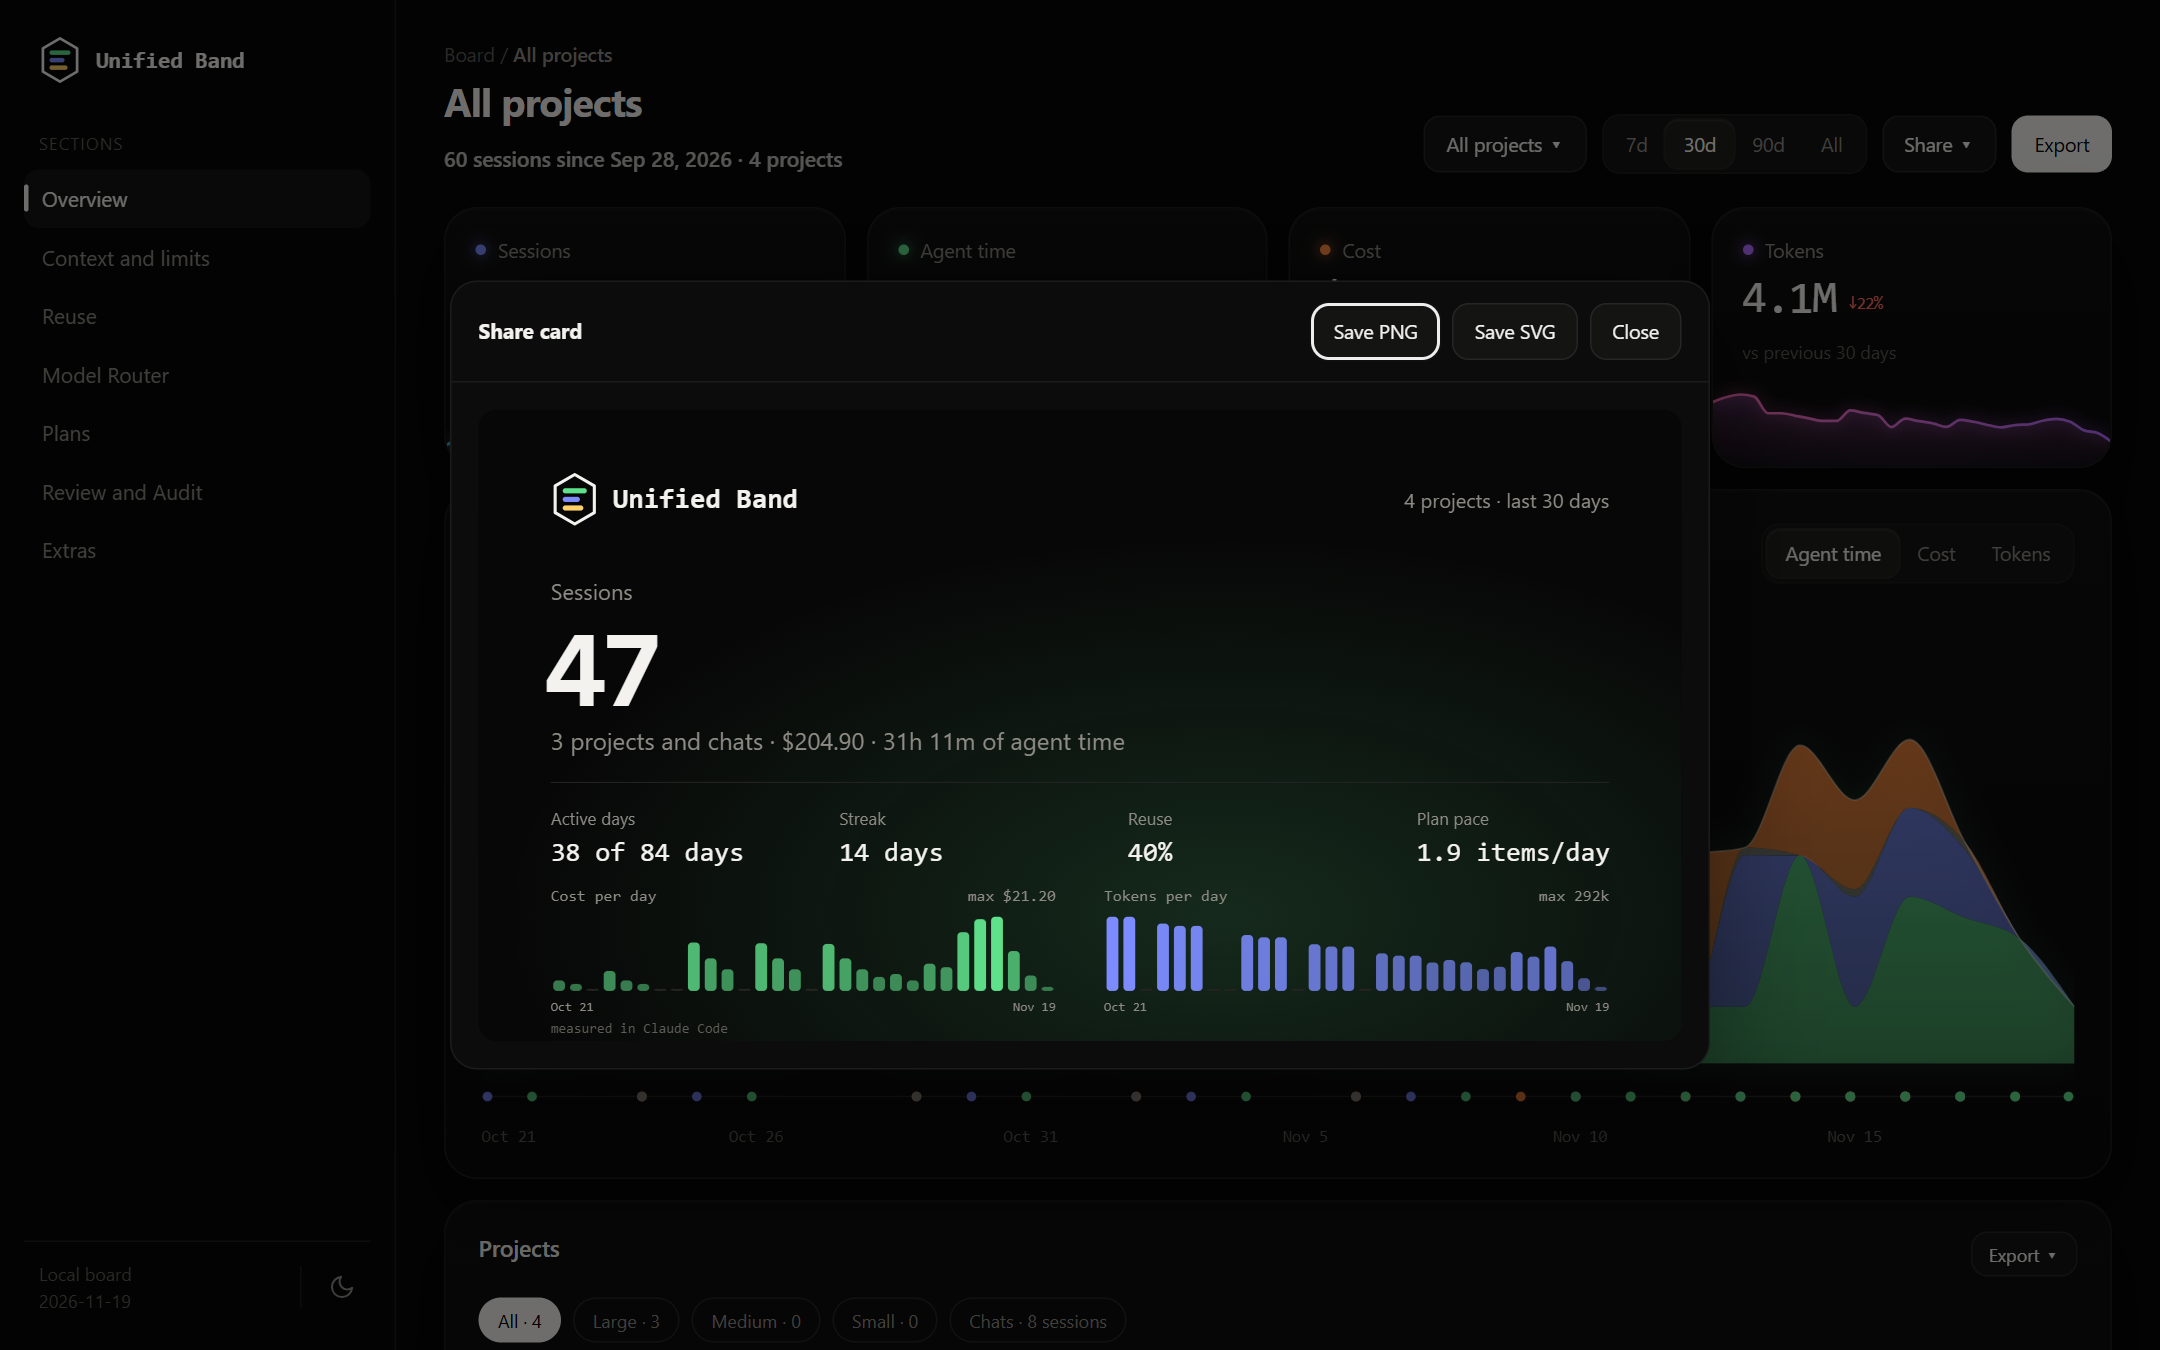 Unified Band
SECTIONS
Overview
Context and limits
Reuse
Model Router
Plans
Review and Audit
Extras
Local board
2026-11-19
Board / All projects
All projects
60 sessions since Sep 28, 2026 · 4 projects
All projects ▾
7d 30d 90d All
Share ▾
Export
Sessions
Agent time
Cost
Tokens
4.1M ↓22%
vs previous 30 days
Agent time Cost Tokens
Share card
Save PNG
Save SVG
Close
Unified Band
4 projects · last 30 days
Sessions
47
3 projects and chats · $204.90 · 31h 11m of agent time
Active days
38 of 84 days
Streak
14 days
Reuse
40%
Plan pace
1.9 items/day
Cost per day
max $21.20
Oct 21
Nov 19
Tokens per day
max 292k
Oct 21
Nov 19
measured in Claude Code
Oct 21 Oct 26 Oct 31 Nov 5 Nov 10 Nov 15
Projects
Export ▾
All · 4
Large · 3
Medium · 0
Small · 0
Chats · 8 sessions